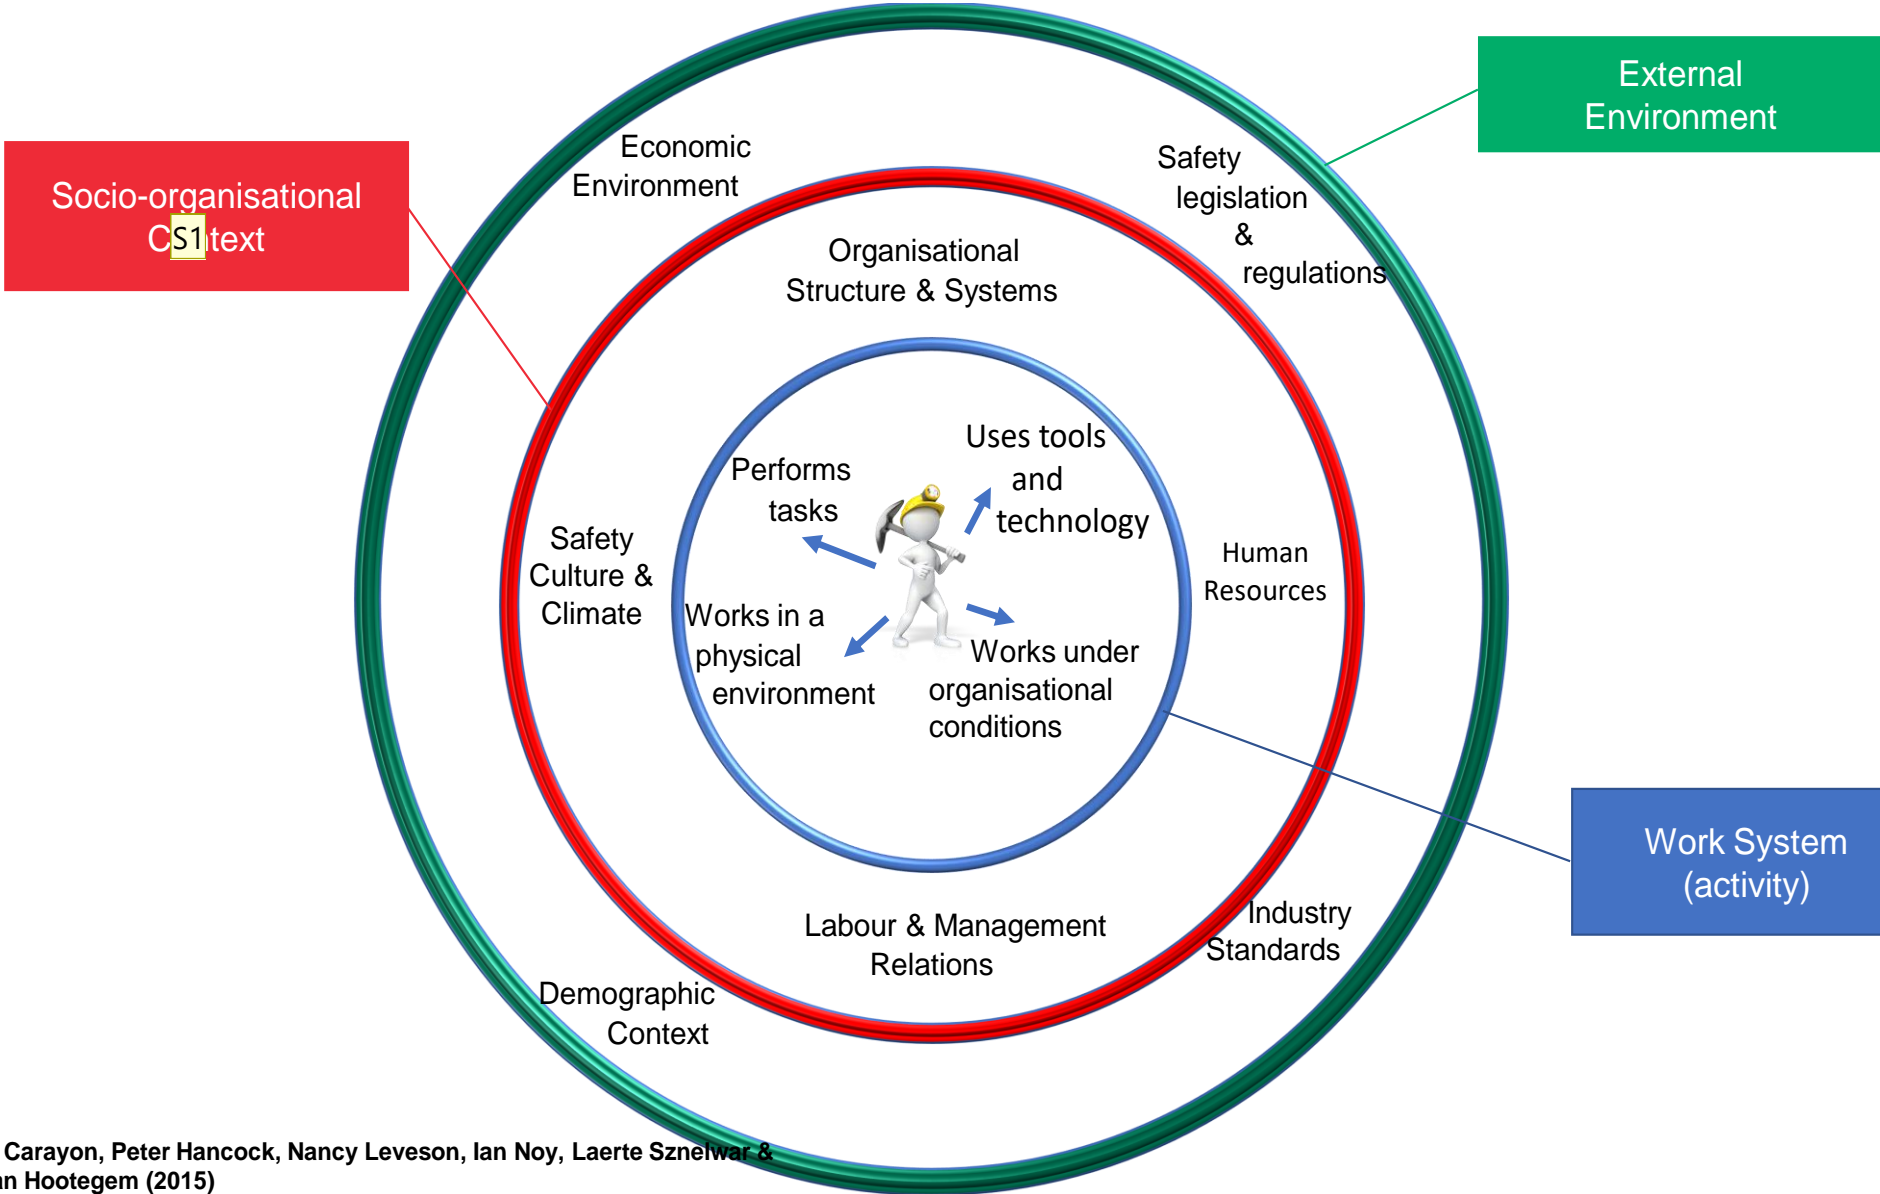 External
Environment
Socio-organisational
C
S1
text
Economic
Environment
Safety
legislation
&
regulations
Organisational
Structure & Systems
Uses tools
and
technology
Performs
tasks
Safety
Culture &
Climate
Human
Resources
Works in a
physical
environment
Works under
organisational
conditions
Work System
(activity)
Labour & Management
Relations
Industry
Standards
Demographic
Context
Carayon, Peter Hancock, Nancy Leveson, Ian Noy, Laerte Sznelwar &
Hootegem (2015)